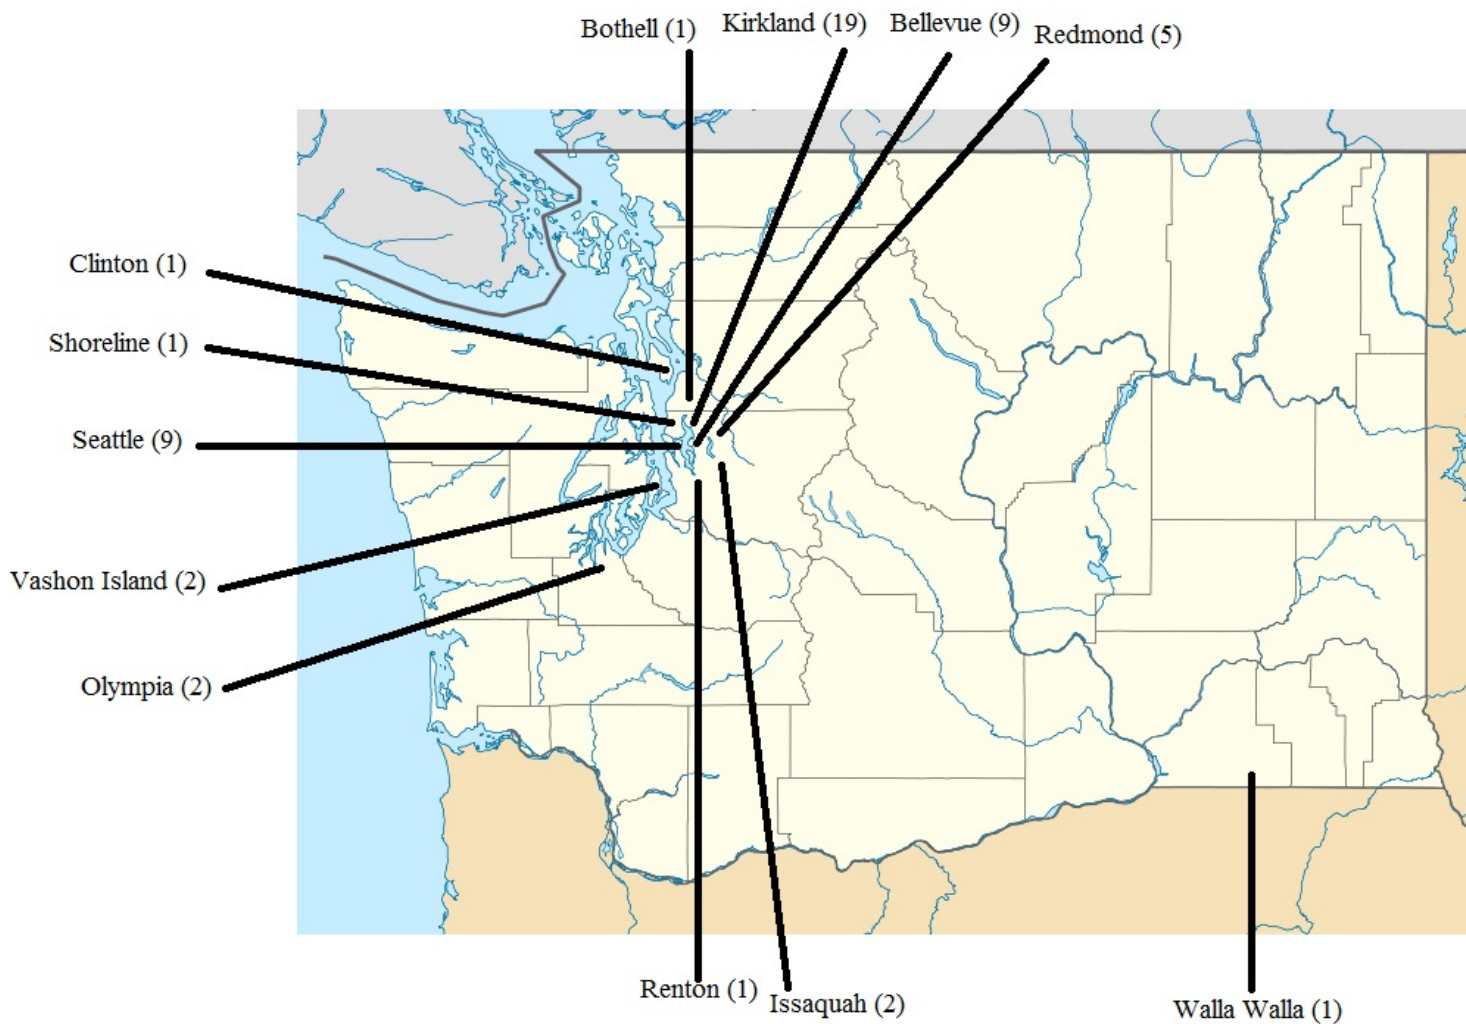 Bothell (1)
Kirkland (19)
Bellevue (9)
Redmond (5)
Clinton (1)
Shoreline (1)
Seattle (9)
Vashon Island (2)
Olympia (2)
Renton (1)
Issaquah (2)
Walla Walla (1)